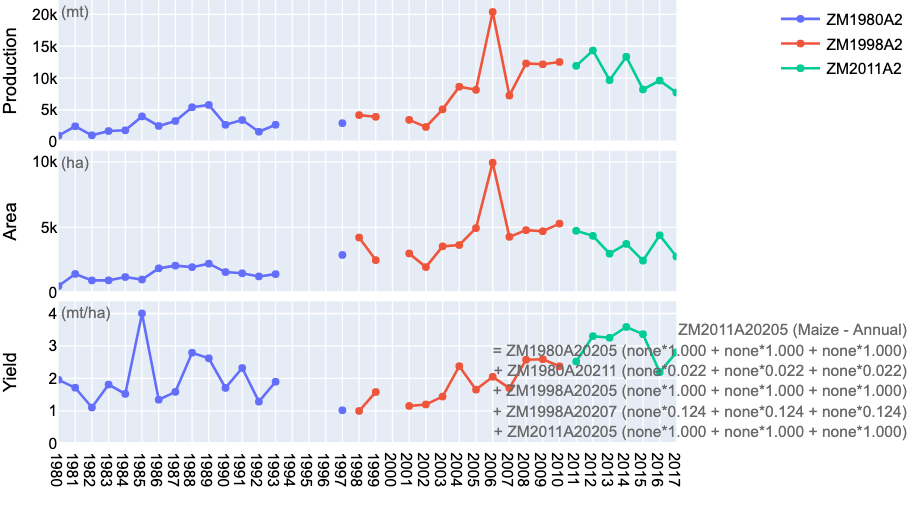 Production
(mt)
20k
15k
10k
5k
0
ZM1980A2
ZM1998A2
ZM2011A2
Area
(ha)
10k
5k
0
Yield
(mt/ha)
4
3
2
1
0
ZM2011A20205 (Maize - Annual)
= ZM1980A20205 (none*1.000 + none*1.000 + none*1.000)
+ ZM1980A20211 (none*0.022 + none*0.022 + none*0.022)
+ ZM1998A20205 (none*1.000 + none*1.000 + none*1.000)
+ ZM1998A20207 (none*0.124 + none*0.124 + none*0.124)
+ ZM2011A20205 (none*1.000 + none*1.000 + none*1.000)
1980 1981 1982 1983 1984 1985 1986 1987 1988 1989 1990 1991 1992 1993 1994 1995 1996 1997 1998 1999 2000 2001 2002 2003 2004 2005 2006 2007 2008 2009 2010 2011 2012 2013 2014 2015 2016 2017